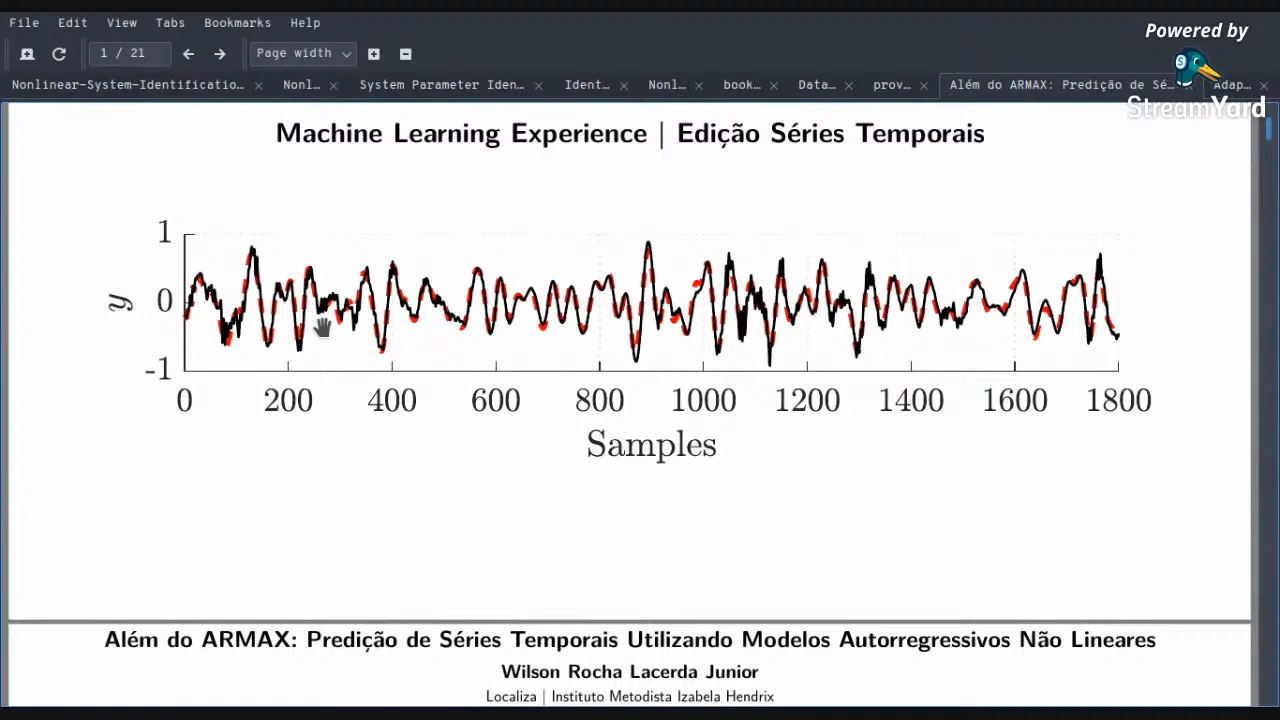 File Edit View Tabs Bookmarks Help
Powered by
1 / 21 Page width
Nonlinear-System-Identificatio… Nonl… System Parameter Iden… Ident… Nonl… book… Data… prov… Além do ARMAX: Predição de Sé… Adap…
StreamYard
Machine Learning Experience | Edição Séries Temporais
1
y 0
-1
0 200 400 600 800 1000 1200 1400 1600 1800
Samples
Além do ARMAX: Predição de Séries Temporais Utilizando Modelos Autorregressivos Não Lineares
Wilson Rocha Lacerda Junior
Localiza | Instituto Metodista Izabela Hendrix